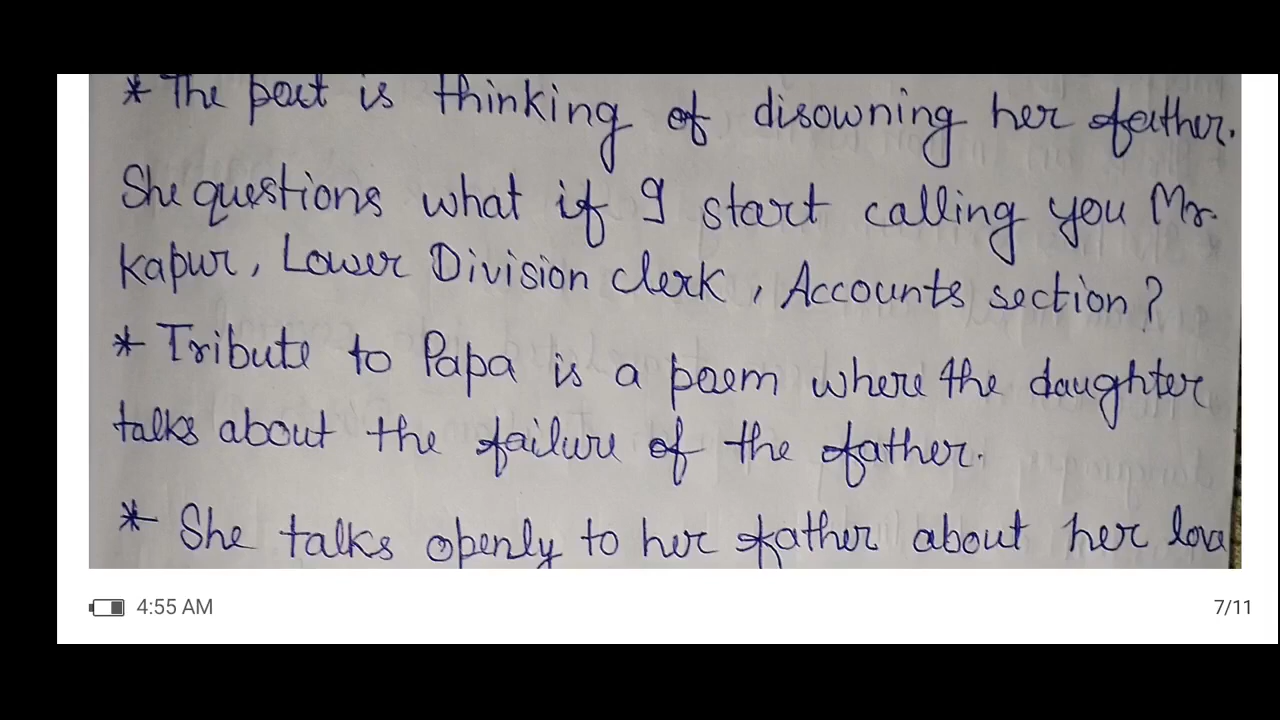 * The poet is thinking of disowning her father.
She questions what if I start calling you Mr.
Kapur, Lower Division Clerk, Accounts section?
* Tribute to Papa is a poem where the daughter
talks about the failure of the father.
* She talks openly to her father about her love
4:55 AM
7/11